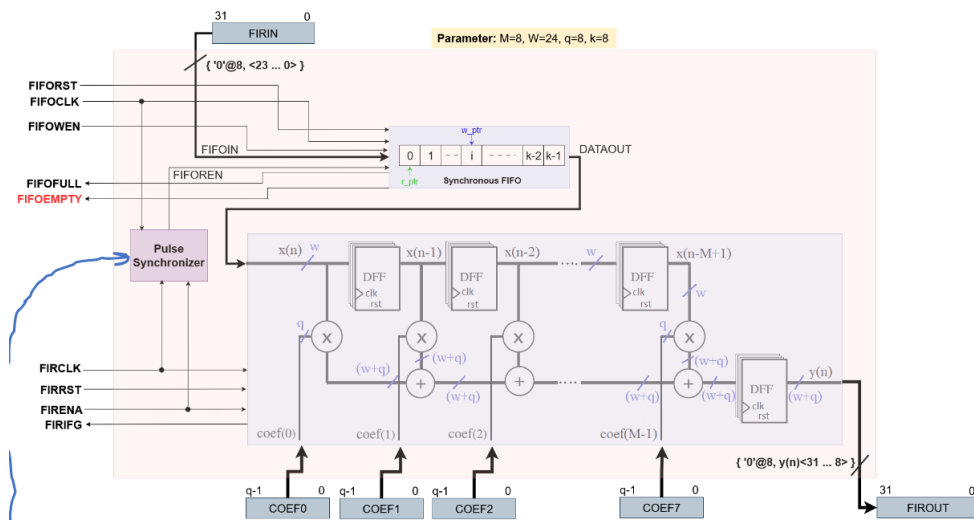 31 0
FIRIN
Parameter: M=8, W=24, q=8, k=8
{ '0'@8, <23 ... 0> }
FIFORST
FIFOCLK
FIFOWEN
w_ptr
FIFOIN
0 1 i k-2 k-1
DATAOUT
FIFOREN
r_ptr
Synchronous FIFO
FIFOFULL
FIFOEMPTY
Pulse
Synchronizer
x(n) w x(n-1) x(n-2) w x(n-M+1)
DFF DFF DFF
clk clk clk
rst rst rst
w
q X X X q X
(w+q) (w+q)
FIRCLK
FIRRST
FIRENA
FIRIFG
(w+q) + (w+q) + (w+q) + (w+q)
DFF
clk
rst
y(n)
(w+q)
coef(0) coef(1) coef(2) coef(M-1)
{ '0'@8, y(n)<31 ... 8> }
q-1 0 q-1 0 q-1 0 q-1 0
COEF0 COEF1 COEF2 COEF7
31 0
FIROUT